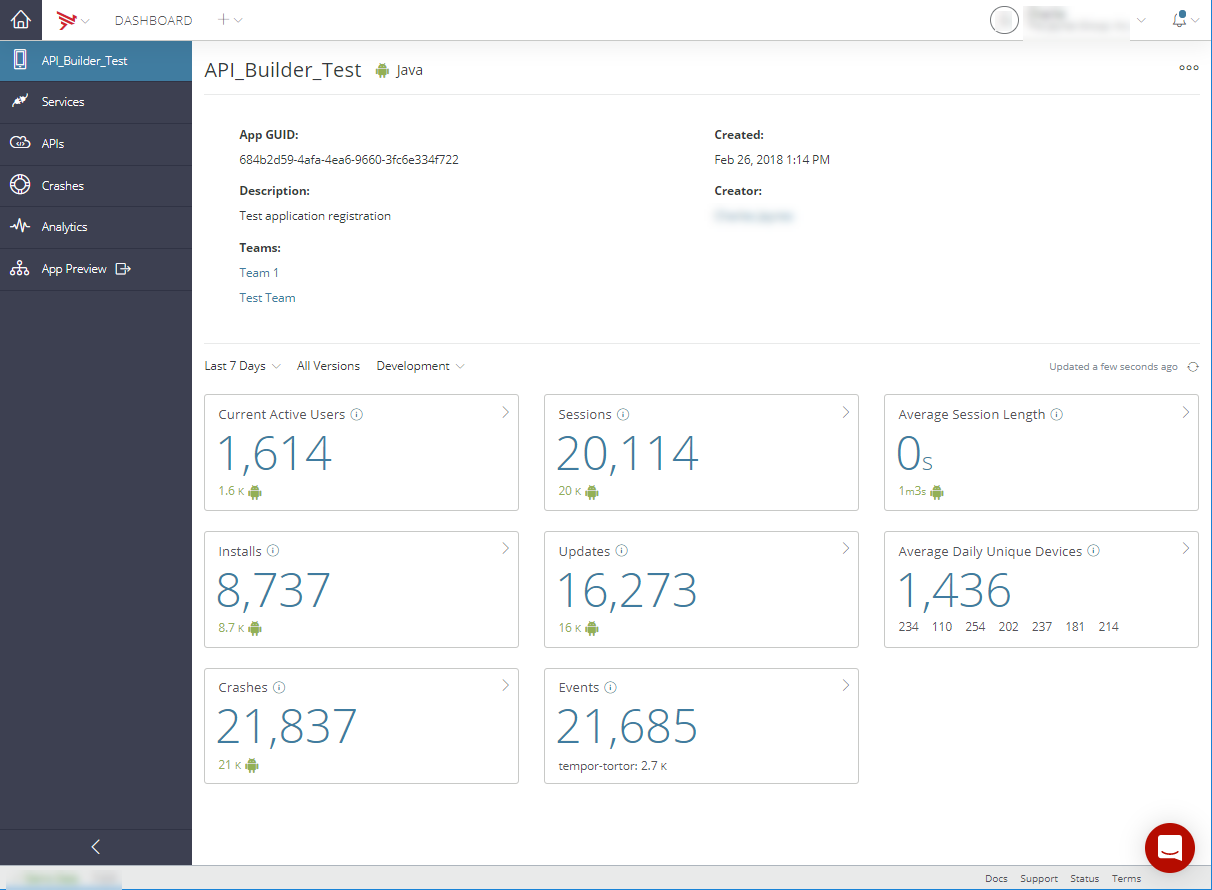 DASHBOARD
API_Builder_Test
Services
APIs
Crashes
Analytics
App Preview
API_Builder_Test Java
App GUID:
684b2d59-4afa-4ea6-9660-3fc6e334f722
Description:
Test application registration
Teams:
Team 1
Test Team
Created:
Feb 26, 2018 1:14 PM
Creator:
Last 7 Days All Versions Development Updated a few seconds ago
Current Active Users
1,614
1.6 K
Sessions
20,114
20 K
Average Session Length
0s
1m3s
Installs
8,737
8.7 K
Updates
16,273
16 K
Average Daily Unique Devices
1,436
234 110 254 202 237 181 214
Crashes
21,837
21 K
Events
21,685
tempor-tortor: 2.7 K
Docs Support Status Terms